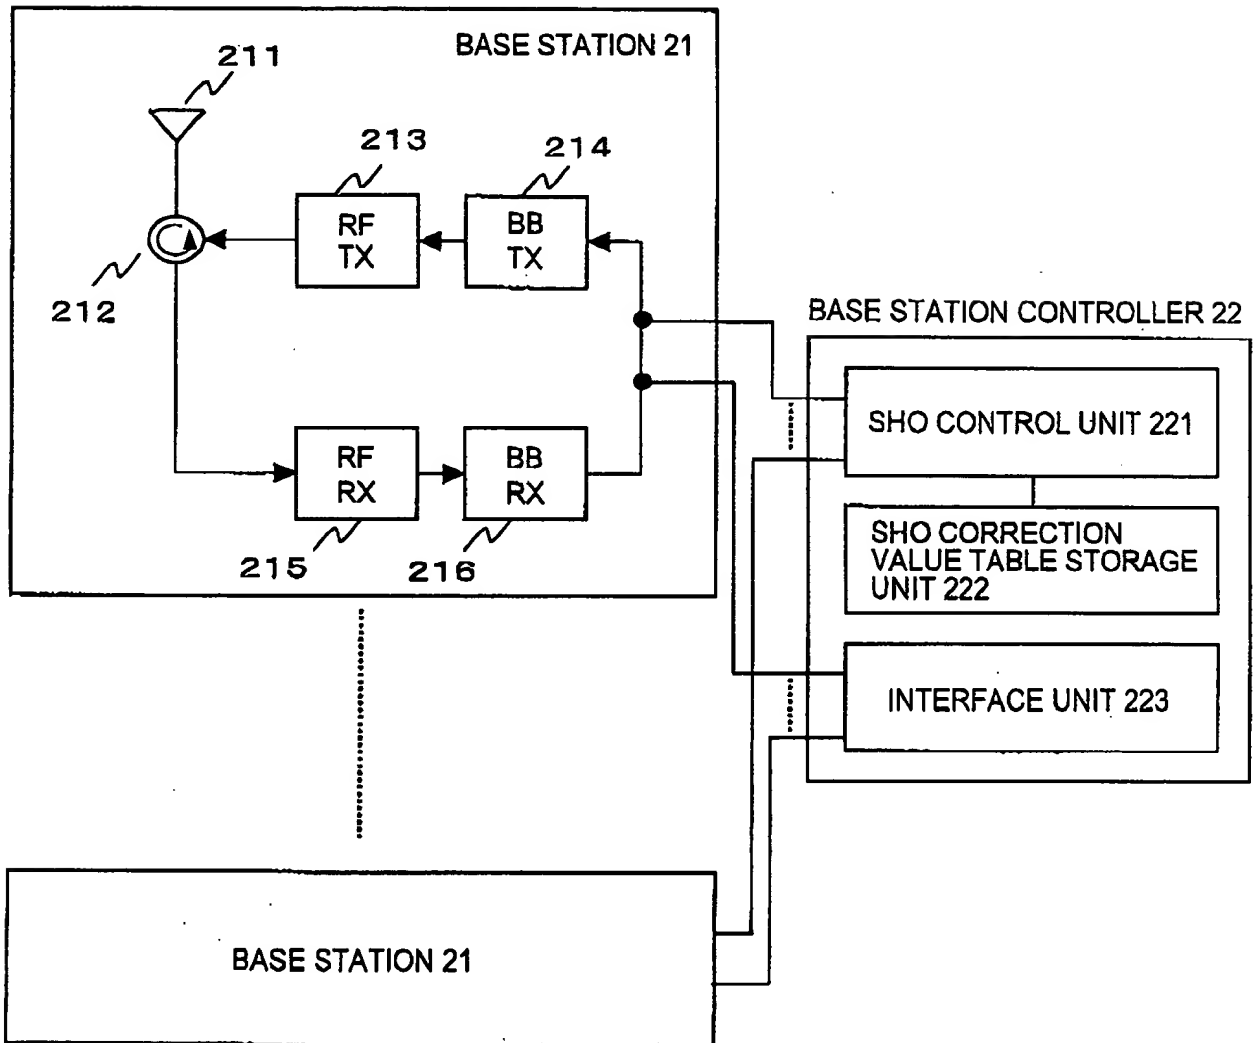 BASE STATION 21
211
213
214
RF
TX
BB
TX
212
BASE STATION CONTROLLER 22
SHO CONTROL UNIT 221
RF
RX
BB
RX
SHO CORRECTION
VALUE TABLE STORAGE
UNIT 222
215
216
INTERFACE UNIT 223
BASE STATION 21